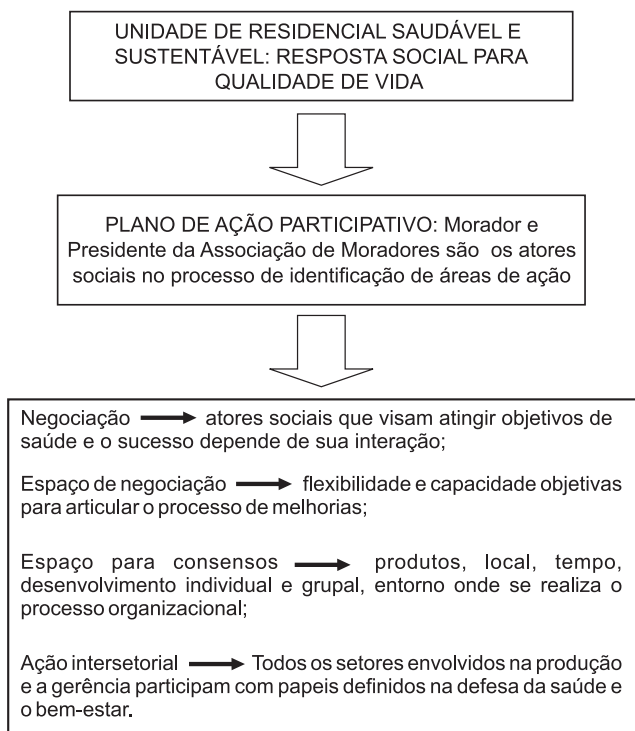 UNIDADE DE RESIDENCIAL SAUDÁVEL E
SUSTENTÁVEL: RESPOSTA SOCIAL PARA
QUALIDADE DE VIDA
PLANO DE AÇÃO PARTICIPATIVO: Morador e
Presidente da Associação de Moradores são os atores
sociais no processo de identificação de áreas de ação
Negociação → atores sociais que visam atingir objetivos de
saúde e o sucesso depende de sua interação;
Espaço de negociação → flexibilidade e capacidade objetivas
para articular o processo de melhorias;
Espaço para consensos → produtos, local, tempo,
desenvolvimento individual e grupal, entorno onde se realiza o
processo organizacional;
Ação intersetorial → Todos os setores envolvidos na produção
e a gerência participam com papeis definidos na defesa da saúde e
o bem-estar.